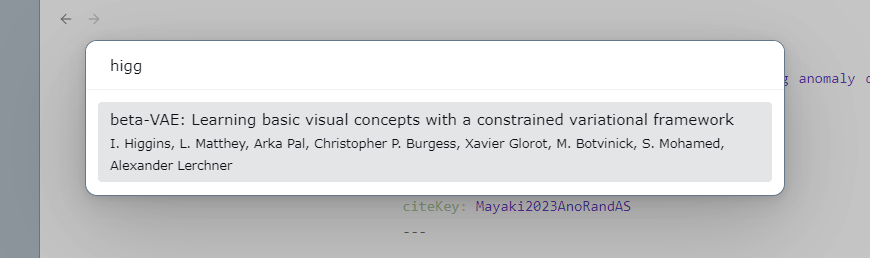 higg
anomaly
beta-VAE: Learning basic visual concepts with a constrained variational framework
I. Higgins, L. Matthey, Arka Pal, Christopher P. Burgess, Xavier Glorot, M. Botvinick, S. Mohamed,
Alexander Lerchner
citeKey: Mayaki2023AnoRandAS
---